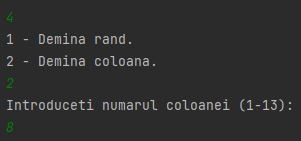 4
1 - Demina rand.
2 - Demina coloana.
2
Introduceti numarul coloanei (1-13):
8